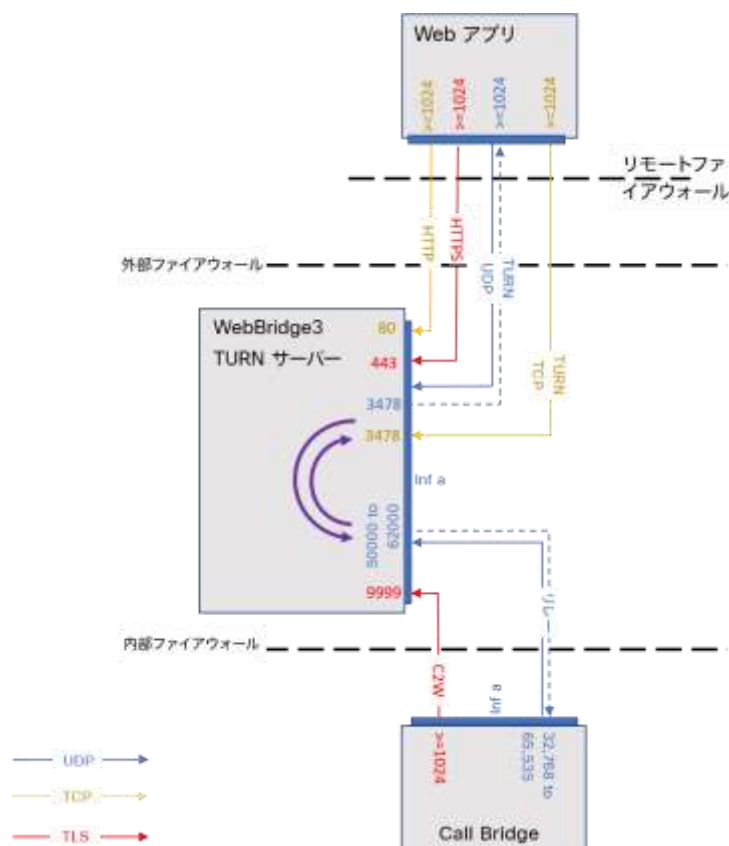 Web アプリ
>=1024
>=1024
>=1024
>=1024
リモートファ
イアウォール
HTTP
HTTPS
UDP
TURN
外部ファイアウォール
WebBridge3
TURN サーバー
80
443
3478
3478
TURN
TCP
Inf a
50000 to
62000
9999
リレー
内部ファイアウォール
C2W
Inf a
>=1024
32,768 to
65,535
Call Bridge
UDP
TCP
TLS